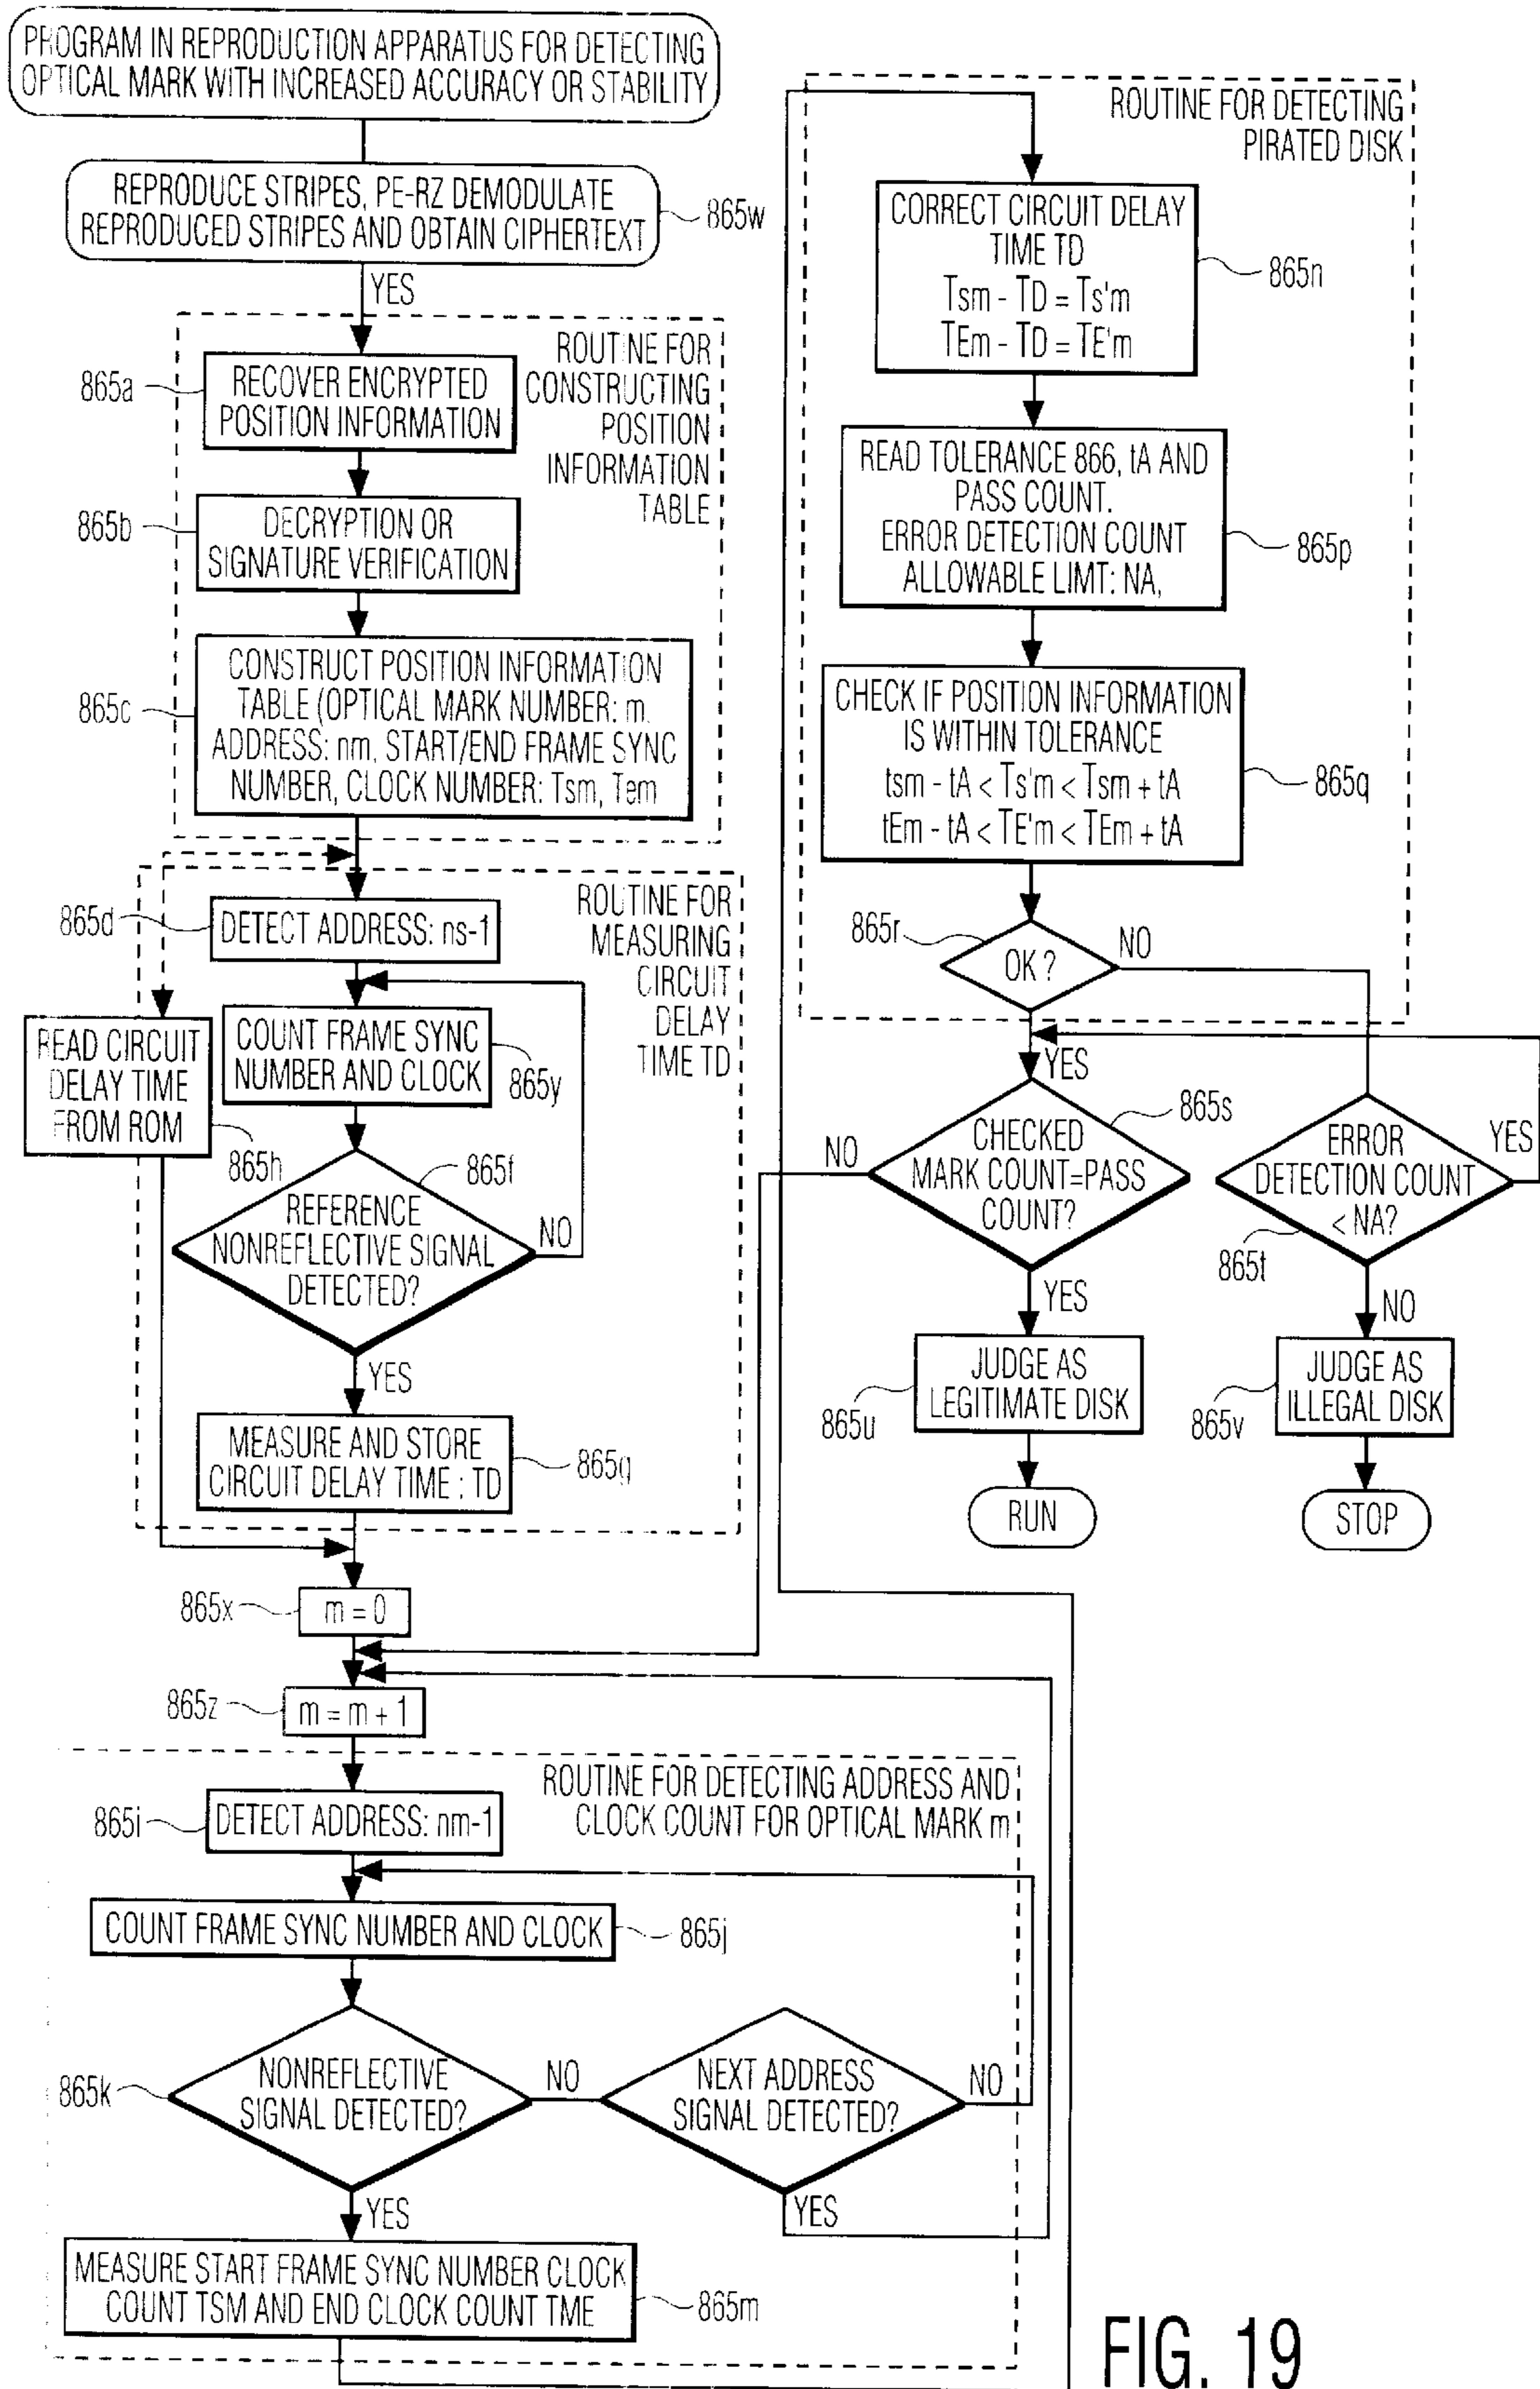 PROGRAM IN REPRODUCTION APPARATUS FOR DETECTING
OPTICAL MARK WITH INCREASED ACCURACY OR STABILITY
REPRODUCE STRIPES, PE-RZ DEMODULATE
REPRODUCED STRIPES AND OBTAIN CIPHERTEXT
865w
YES
ROUTINE FOR
CONSTRUCTING
POSITION
INFORMATION
TABLE
865a
RECOVER ENCRYPTED
POSITION INFORMATION
865b
DECRYPTION OR
SIGNATURE VERIFICATION
865c
CONSTRUCT POSITION INFORMATION
TABLE (OPTICAL MARK NUMBER: m,
ADDRESS: nm, START/END FRAME SYNC
NUMBER, CLOCK NUMBER: Tsm, Tem
ROUTINE FOR
MEASURING
CIRCUIT
DELAY
TIME TD
865d
DETECT ADDRESS: ns-1
READ CIRCUIT
DELAY TIME
FROM ROM
865h
COUNT FRAME SYNC
NUMBER AND CLOCK
865y
865f
REFERENCE
NONREFLECTIVE SIGNAL
DETECTED?
NO
YES
MEASURE AND STORE
CIRCUIT DELAY TIME : TD
865g
865x
m = 0
865z
m = m + 1
ROUTINE FOR DETECTING ADDRESS AND
CLOCK COUNT FOR OPTICAL MARK m
865i
DETECT ADDRESS: nm-1
COUNT FRAME SYNC NUMBER AND CLOCK
865j
865k
NONREFLECTIVE
SIGNAL DETECTED?
NO
NEXT ADDRESS
SIGNAL DETECTED?
NO
YES
YES
MEASURE START FRAME SYNC NUMBER CLOCK
COUNT TSM AND END CLOCK COUNT TME
865m
ROUTINE FOR DETECTING
PIRATED DISK
CORRECT CIRCUIT DELAY
TIME TD
Tsm - TD = Ts'm
TEm - TD = TE'm
865n
READ TOLERANCE 866, tA AND
PASS COUNT.
ERROR DETECTION COUNT
ALLOWABLE LIMT: NA,
865p
CHECK IF POSITION INFORMATION
IS WITHIN TOLERANCE
tsm - tA < Ts'm < Tsm + tA
tEm - tA < TE'm < TEm + tA
865q
865r
OK?
NO
YES
865s
CHECKED
MARK COUNT=PASS
COUNT?
NO
YES
ERROR
DETECTION COUNT
< NA?
YES
865t
NO
JUDGE AS
LEGITIMATE DISK
865u
JUDGE AS
ILLEGAL DISK
865v
RUN
STOP
FIG. 19